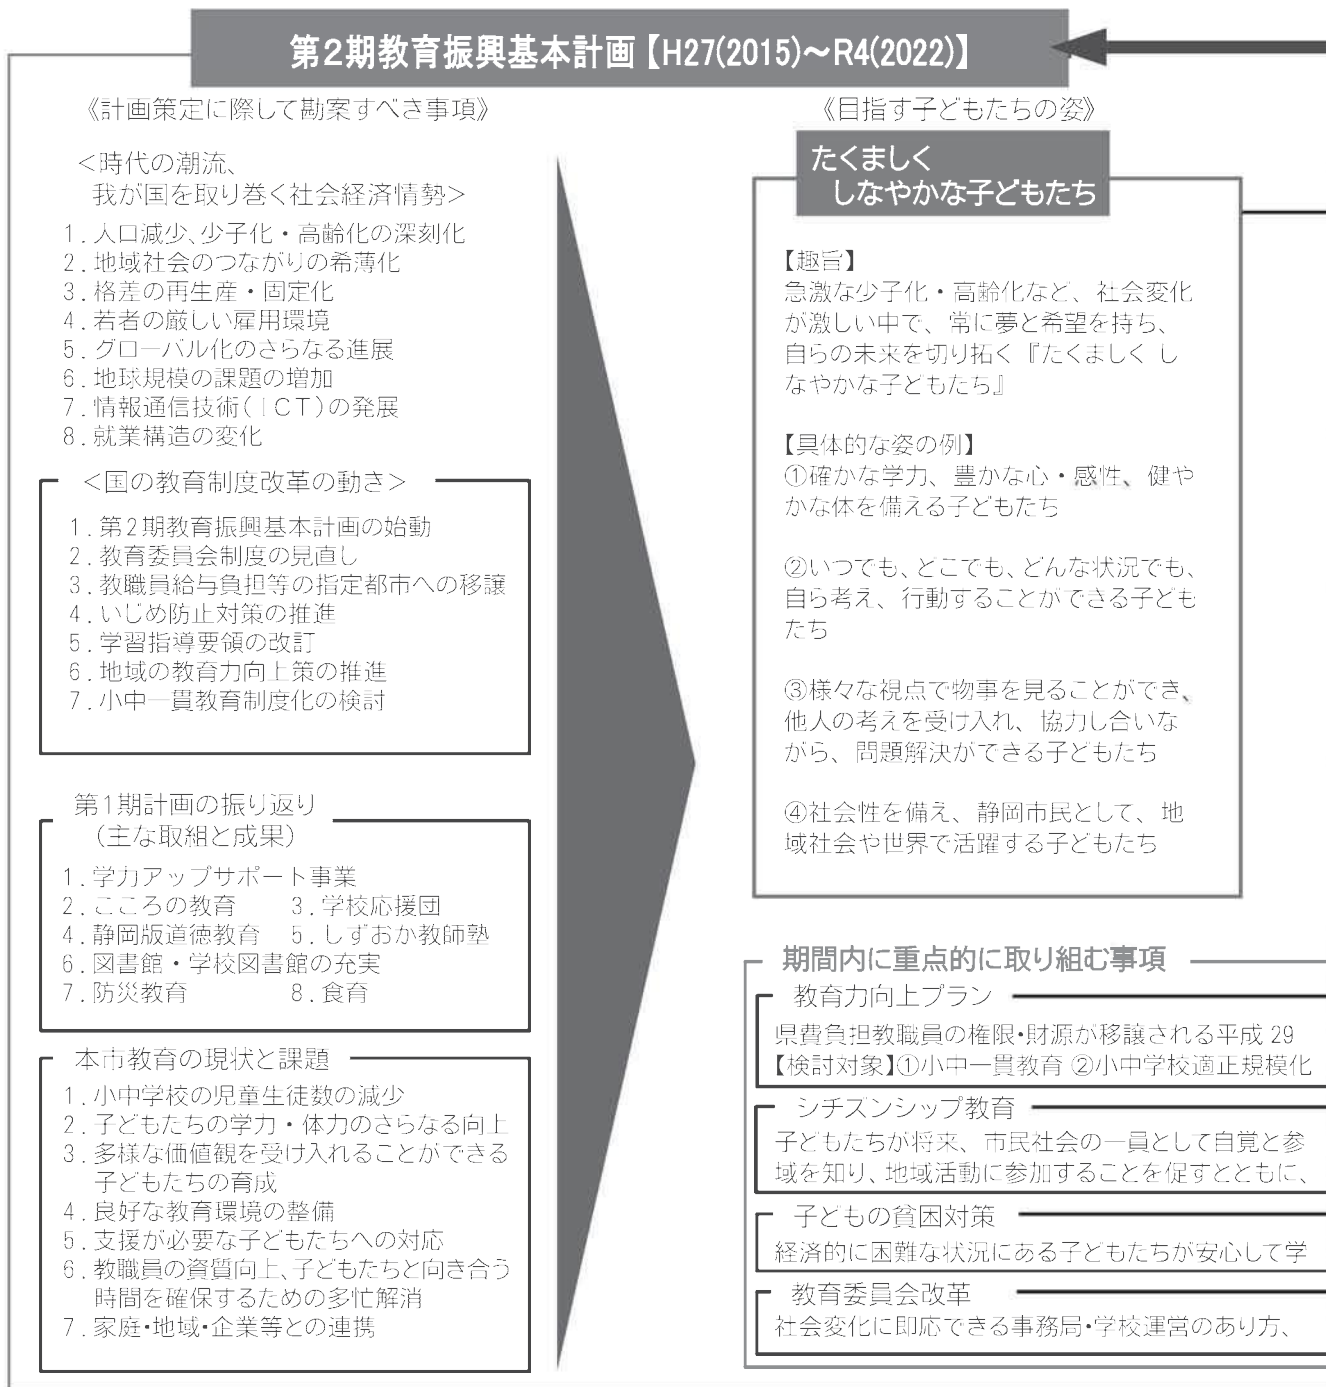 第2期教育振興基本計画【H27(2015)～R4(2022)】
《計画策定に際して勘案すべき事項》
＜時代の潮流、
我が国を取り巻く社会経済情勢＞
1．人口減少、少子化・高齢化の深刻化
2．地域社会のつながりの希薄化
3．格差の再生産・固定化
4．若者の厳しい雇用環境
5．グローバル化のさらなる進展
6．地球規模の課題の増加
7．情報通信技術（ＩＣＴ）の発展
8．就業構造の変化
＜国の教育制度改革の動き＞
1．第2期教育振興基本計画の始動
2．教育委員会制度の見直し
3．教職員給与負担等の指定都市への移譲
4．いじめ防止対策の推進
5．学習指導要領の改訂
6．地域の教育力向上策の推進
7．小中一貫教育制度化の検討
第1期計画の振り返り
（主な取組と成果）
1．学力アップサポート事業
2．こころの教育　3．学校応援団
4．静岡版道徳教育　5．しずおか教師塾
6．図書館・学校図書館の充実
7．防災教育　8．食育
本市教育の現状と課題
1．小中学校の児童生徒数の減少
2．子どもたちの学力・体力のさらなる向上
3．多様な価値観を受け入れることができる
子どもたちの育成
4．良好な教育環境の整備
5．支援が必要な子どもたちへの対応
6．教職員の資質向上、子どもたちと向き合う
時間を確保するための多忙解消
7．家庭・地域・企業等との連携
《目指す子どもたちの姿》
たくましく
しなやかな子どもたち
【趣旨】
急激な少子化・高齢化など、社会変化
が激しい中で、常に夢と希望を持ち、
自らの未来を切り拓く『たくましく し
なやかな子どもたち』
【具体的な姿の例】
①確かな学力、豊かな心・感性、健や
かな体を備える子どもたち
②いつでも、どこでも、どんな状況でも、
自ら考え、行動することができる子ども
たち
③様々な視点で物事を見ることができ、
他人の考えを受け入れ、協力し合いな
がら、問題解決ができる子どもたち
④社会性を備え、静岡市民として、地
域社会や世界で活躍する子どもたち
期間内に重点的に取り組む事項
教育力向上プラン
県費負担教職員の権限・財源が移譲される平成 29
【検討対象】①小中一貫教育 ②小中学校適正規模化
シチズンシップ教育
子どもたちが将来、市民社会の一員として自覚と参
域を知り、地域活動に参加することを促すとともに、
子どもの貧困対策
経済的に困難な状況にある子どもたちが安心して学
教育委員会改革
社会変化に即応できる事務局・学校運営のあり方、